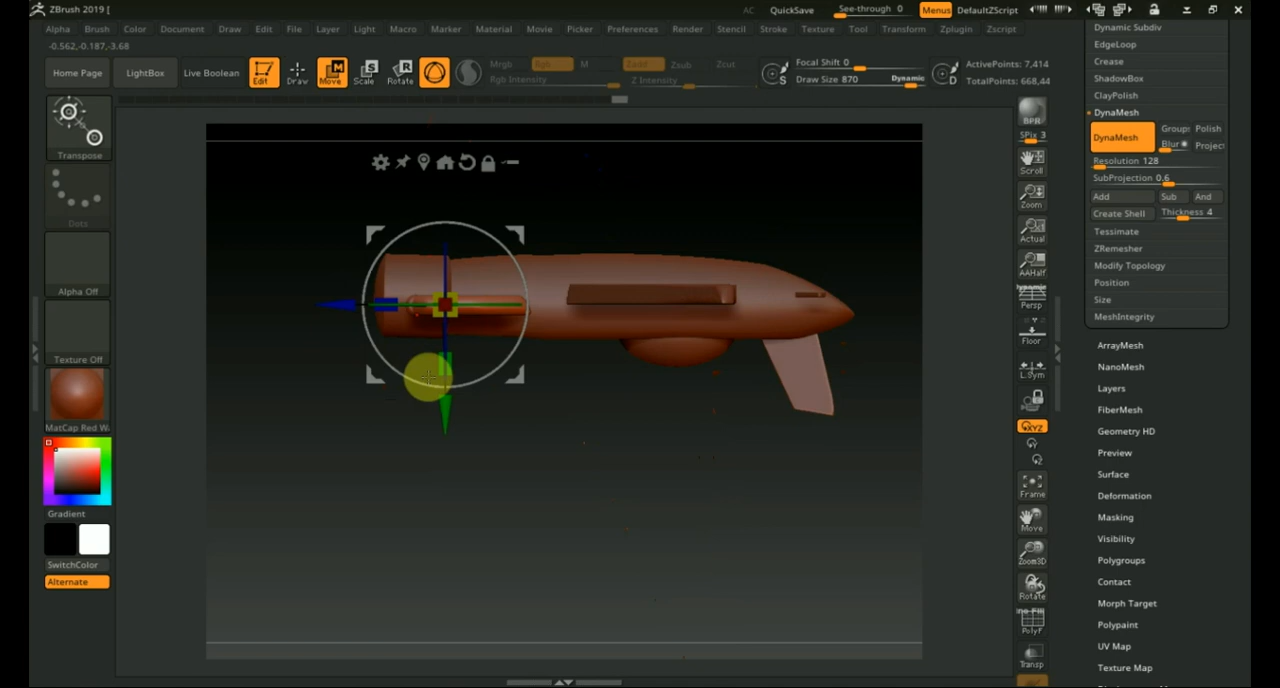 ZBrush 2019 [
AC QuickSave See-through 0 Menus DefaultZScript
Alpha Brush Color Document Draw Edit File Layer Light Macro Marker Material Movie Picker Preferences Render Stencil Stroke Texture Tool Transform Zplugin Zscript
-0.562,-0.187,-3.68
Home Page LightBox Live Boolean Edit Draw Move Scale Rotate
Mrgb Rgb M Zadd Zsub Zcut
Rgb Intensity Z Intensity
Focal Shift 0
Draw Size 870 Dynamic
S
D
ActivePoints: 7,414
TotalPoints: 668,44
Transpose
Dots
Alpha Off
Texture Off
MatCap Red W
Gradient
SwitchColor
Alternate
BPR
SPix 3
Scroll
Zoom
Actual
AAHalf
Dynamic
Persp
Floor
L.Sym
XYZ
Y
Z
Frame
Move
Zoom3D
Rotate
Line Fill
PolyF
Transp
Dynamic Subdiv
EdgeLoop
Crease
ShadowBox
ClayPolish
DynaMesh
DynaMesh Groups Polish
Blur Projec
Resolution 128
SubProjection 0.6
Add Sub And
Create Shell Thickness 4
Tessimate
ZRemesher
Modify Topology
Position
Size
MeshIntegrity
ArrayMesh
NanoMesh
Layers
FiberMesh
Geometry HD
Preview
Surface
Deformation
Masking
Visibility
Polygroups
Contact
Morph Target
Polypaint
UV Map
Texture Map